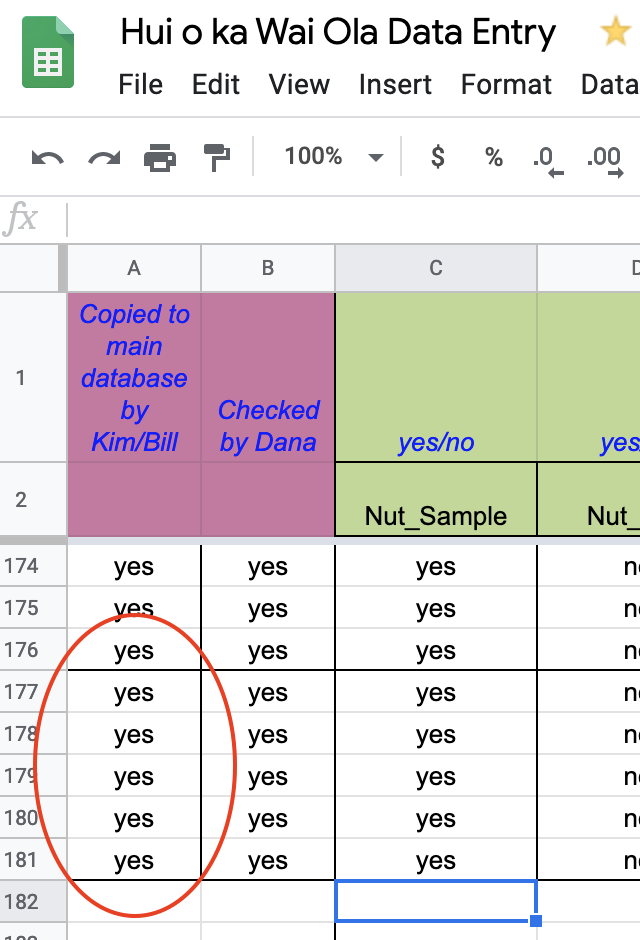 Hui o ka Wai Ola Data Entry
File Edit View Insert Format Data
100% $ % .0 .00
fx
A B C D
1 Copied to
main
database
by Checked
Kim/Bill by Dana yes/no yes
2 Nut_Sample Nut_
174 yes yes yes
175 yes yes yes
176 yes yes yes
177 yes yes yes
178 yes yes yes
179 yes yes yes
180 yes yes yes
181 yes yes yes
182